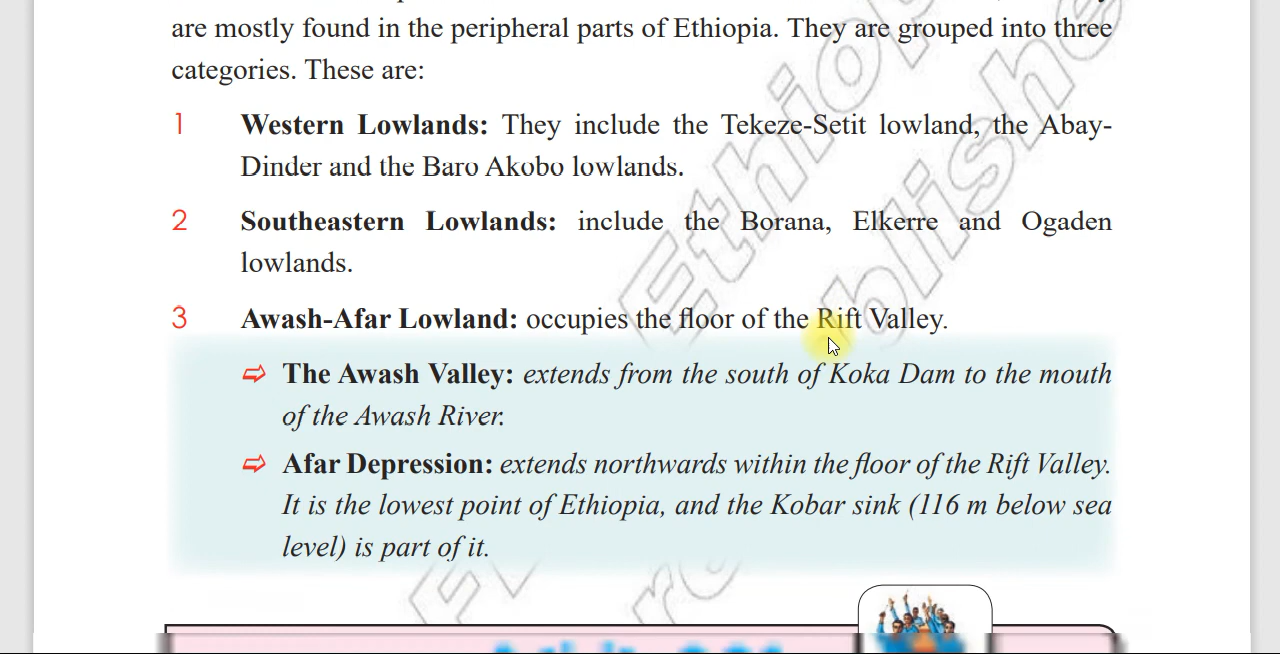 are mostly found in the peripheral parts of Ethiopia. They are grouped into three
categories. These are:
1 Western Lowlands: They include the Tekeze-Setit lowland, the Abay-
Dinder and the Baro Akobo lowlands.
2 Southeastern Lowlands: include the Borana, Elkerre and Ogaden
lowlands.
3 Awash-Afar Lowland: occupies the floor of the Rift Valley.
➩ The Awash Valley: extends from the south of Koka Dam to the mouth
of the Awash River.
➩ Afar Depression: extends northwards within the floor of the Rift Valley.
It is the lowest point of Ethiopia, and the Kobar sink (116 m below sea
level) is part of it.